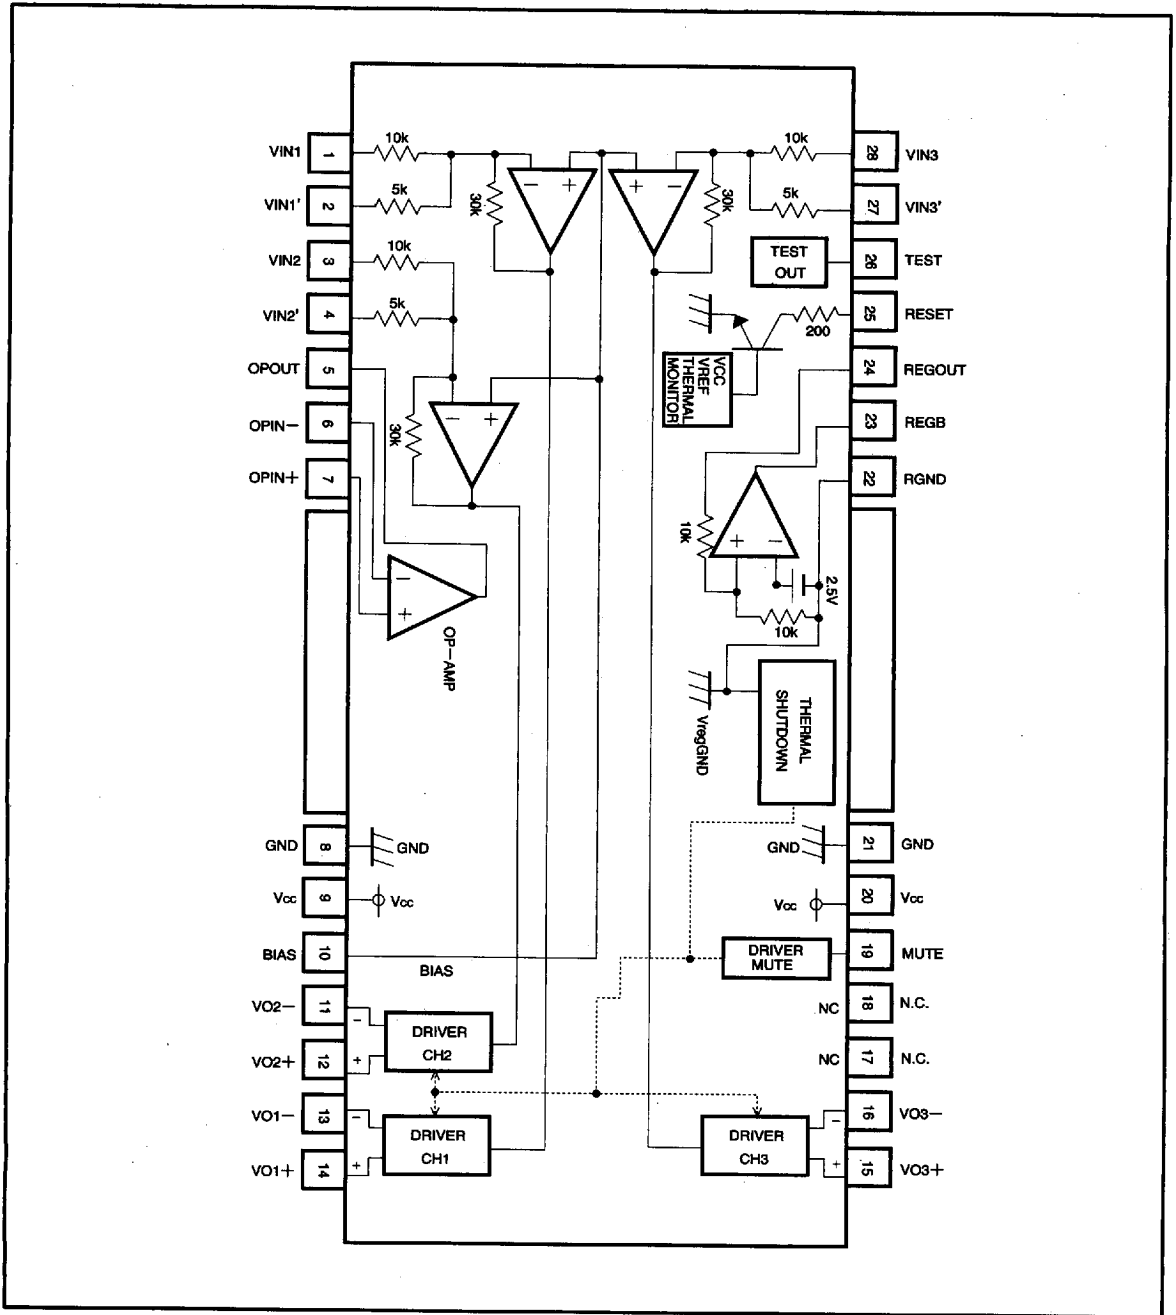 VIN1 1 10k
VIN1' 2 5k
VIN2 3 10k
VIN2' 4 5k
OPOUT 5
OPIN− 6
OPIN+ 7
30k
− +
+ −
30k
10k 28 VIN3
5k 27 VIN3'
TEST
OUT
26 TEST
200 25 RESET
VCC
VREF
THERMAL
MONITOR
24 REGOUT
23 REGB
22 RGND
30k
− +
−
+
OP−AMP
10k
+ −
2.5V
10k
VregGND
THERMAL
SHUTDOWN
GND 8 GND
Vcc 9 Vcc
BIAS 10 BIAS
VO2− 11 −
VO2+ 12 +
DRIVER
CH2
VO1− 13 −
VO1+ 14 +
DRIVER
CH1
GND 21 GND
Vcc 20 Vcc
DRIVER
MUTE
19 MUTE
NC 18 N.C.
NC 17 N.C.
DRIVER
CH3
− 16 VO3−
+ 15 VO3+